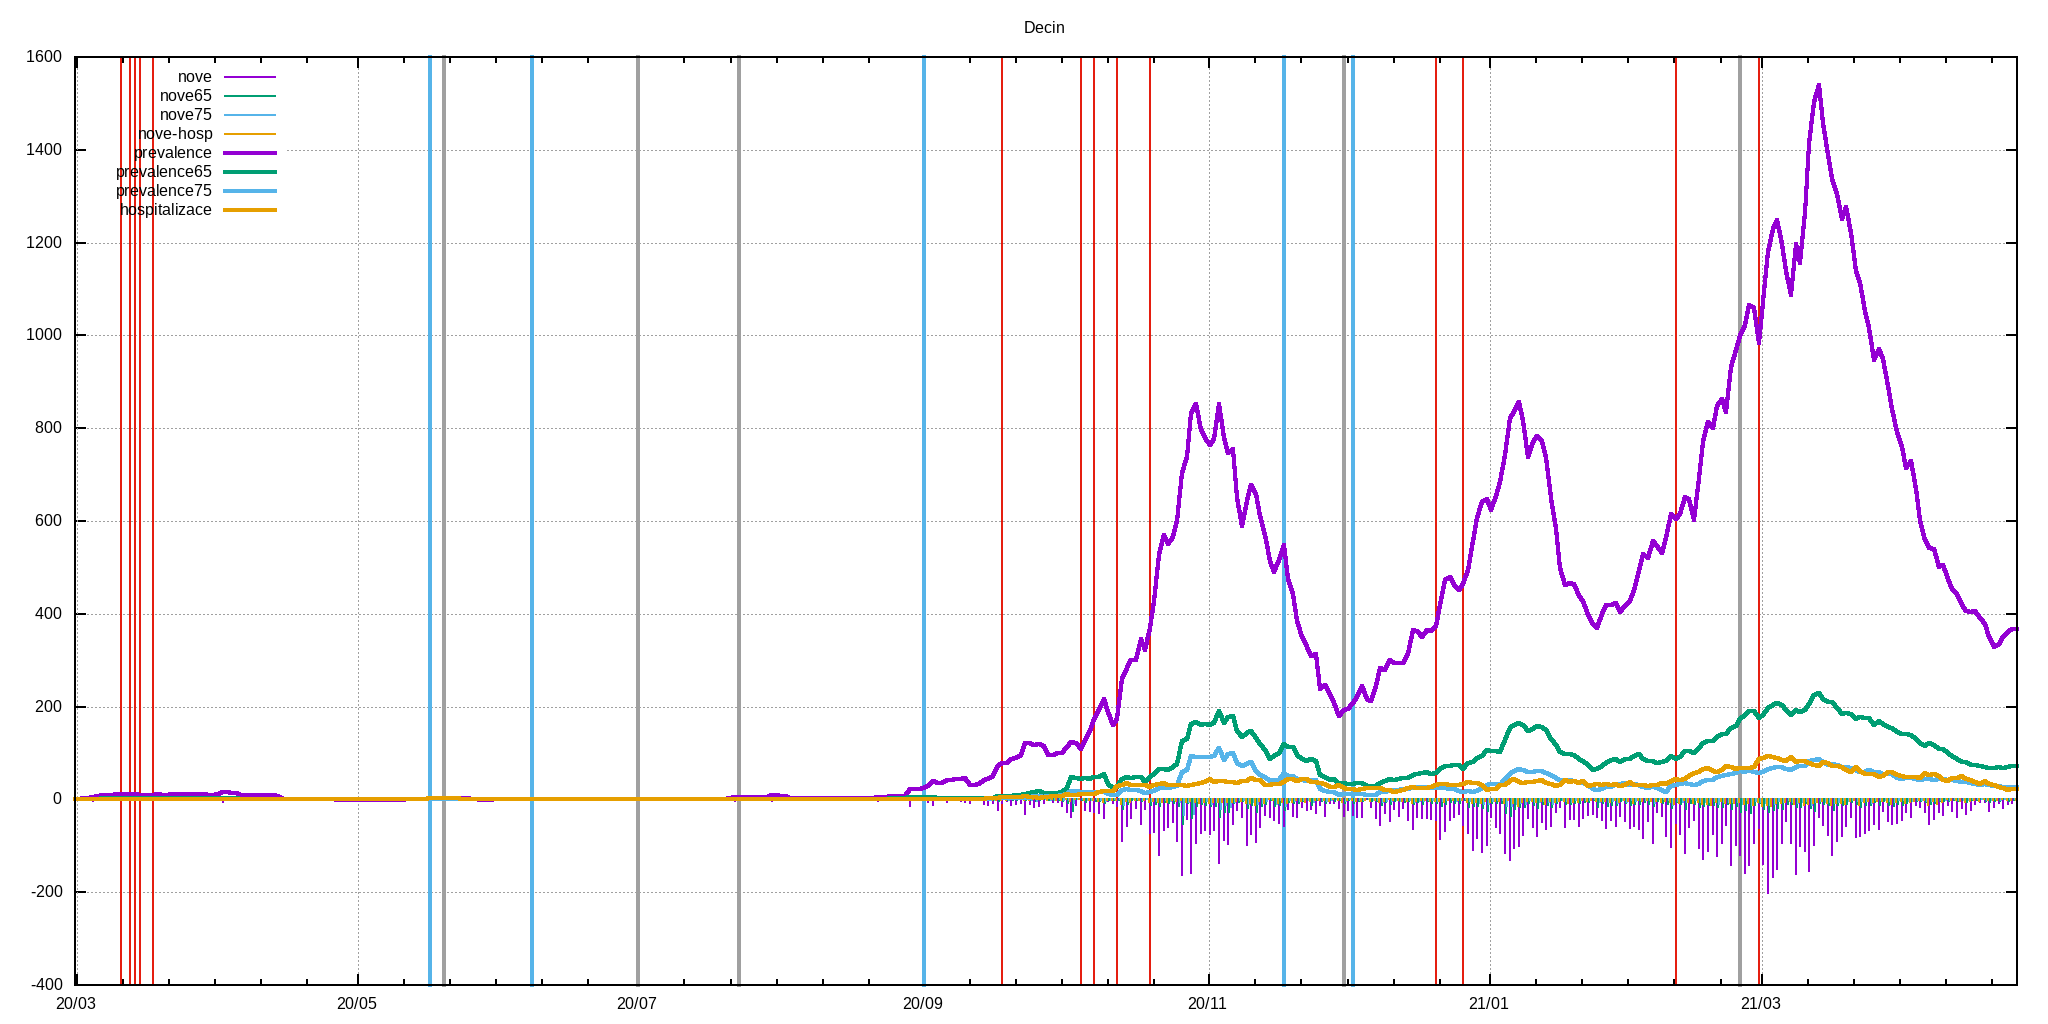 Decin
1600
1400
1200
1000
800
600
400
200
0
-200
-400
nove
nove65
nove75
nove-hosp
prevalence
prevalence65
prevalence75
hospitalizace
20/03 20/05 20/07 20/09 20/11 21/01 21/03